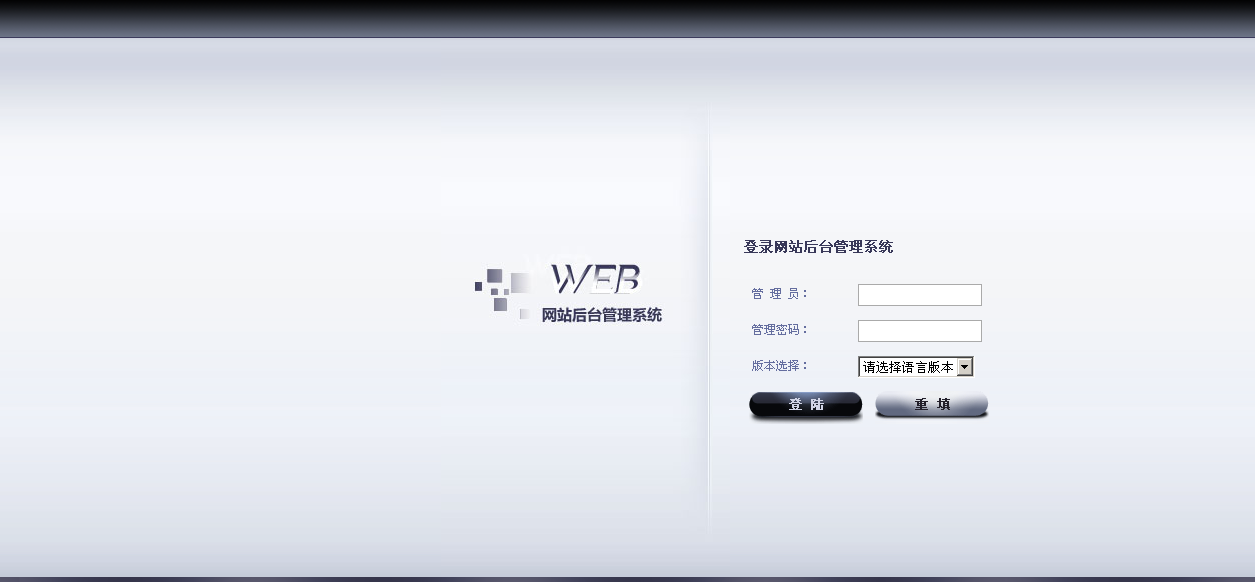 WEB
网站后台管理系统
登录网站后台管理系统
管 理 员：
管理密码：
版本选择：
请选择语言版本
登 陆
重 填